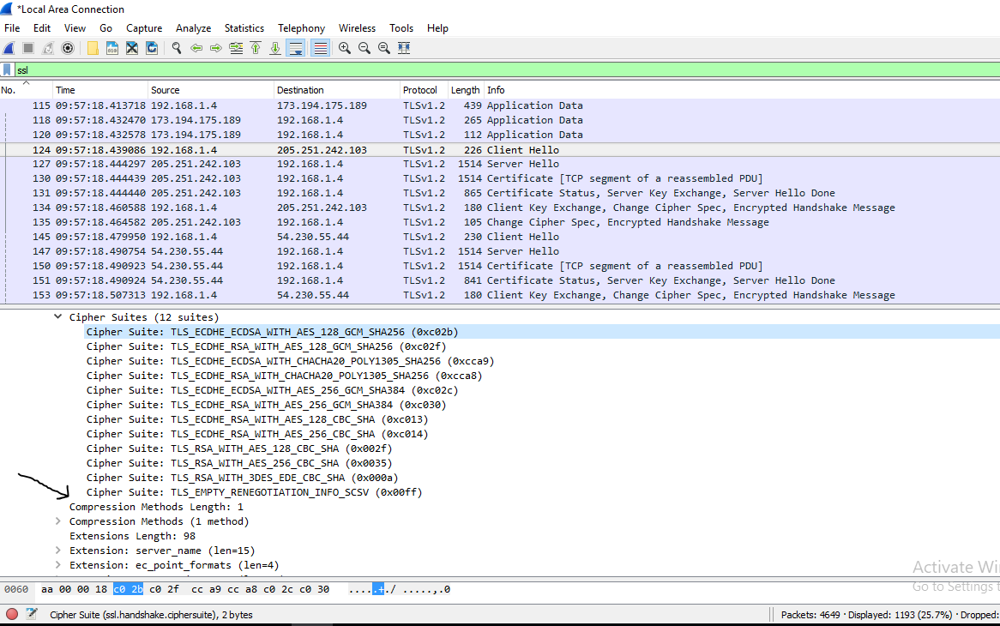 *Local Area Connection
File Edit View Go Capture Analyze Statistics Telephony Wireless Tools Help
ssl
No. Time Source Destination Protocol Length Info
115 09:57:18.413718 192.168.1.4 173.194.175.189 TLSv1.2 439 Application Data
118 09:57:18.432470 173.194.175.189 192.168.1.4 TLSv1.2 265 Application Data
120 09:57:18.432578 173.194.175.189 192.168.1.4 TLSv1.2 112 Application Data
124 09:57:18.439086 192.168.1.4 205.251.242.103 TLSv1.2 226 Client Hello
127 09:57:18.444297 205.251.242.103 192.168.1.4 TLSv1.2 1514 Server Hello
130 09:57:18.444439 205.251.242.103 192.168.1.4 TLSv1.2 1514 Certificate [TCP segment of a reassembled PDU]
131 09:57:18.444440 205.251.242.103 192.168.1.4 TLSv1.2 865 Certificate Status, Server Key Exchange, Server Hello Done
134 09:57:18.460588 192.168.1.4 205.251.242.103 TLSv1.2 180 Client Key Exchange, Change Cipher Spec, Encrypted Handshake Message
135 09:57:18.464582 205.251.242.103 192.168.1.4 TLSv1.2 105 Change Cipher Spec, Encrypted Handshake Message
145 09:57:18.479950 192.168.1.4 54.230.55.44 TLSv1.2 230 Client Hello
147 09:57:18.490754 54.230.55.44 192.168.1.4 TLSv1.2 1514 Server Hello
150 09:57:18.490923 54.230.55.44 192.168.1.4 TLSv1.2 1514 Certificate [TCP segment of a reassembled PDU]
151 09:57:18.490924 54.230.55.44 192.168.1.4 TLSv1.2 841 Certificate Status, Server Key Exchange, Server Hello Done
153 09:57:18.507313 192.168.1.4 54.230.55.44 TLSv1.2 180 Client Key Exchange, Change Cipher Spec, Encrypted Handshake Message
Cipher Suites (12 suites)
Cipher Suite: TLS_ECDHE_ECDSA_WITH_AES_128_GCM_SHA256 (0xc02b)
Cipher Suite: TLS_ECDHE_RSA_WITH_AES_128_GCM_SHA256 (0xc02f)
Cipher Suite: TLS_ECDHE_ECDSA_WITH_CHACHA20_POLY1305_SHA256 (0xcca9)
Cipher Suite: TLS_ECDHE_RSA_WITH_CHACHA20_POLY1305_SHA256 (0xcca8)
Cipher Suite: TLS_ECDHE_ECDSA_WITH_AES_256_GCM_SHA384 (0xc02c)
Cipher Suite: TLS_ECDHE_RSA_WITH_AES_256_GCM_SHA384 (0xc030)
Cipher Suite: TLS_ECDHE_RSA_WITH_AES_128_CBC_SHA (0xc013)
Cipher Suite: TLS_ECDHE_RSA_WITH_AES_256_CBC_SHA (0xc014)
Cipher Suite: TLS_RSA_WITH_AES_128_CBC_SHA (0x002f)
Cipher Suite: TLS_RSA_WITH_AES_256_CBC_SHA (0x0035)
Cipher Suite: TLS_RSA_WITH_3DES_EDE_CBC_SHA (0x000a)
Cipher Suite: TLS_EMPTY_RENEGOTIATION_INFO_SCSV (0x00ff)
Compression Methods Length: 1
Compression Methods (1 method)
Extensions Length: 98
Extension: server_name (len=15)
Extension: ec_point_formats (len=4)
Activate Wi
Go to Settings t
0060 aa 00 00 18 c0 2b c0 2f cc a9 cc a8 c0 2c c0 30 .....+./ .....,.0
Cipher Suite (ssl.handshake.ciphersuite), 2 bytes
Packets: 4649 · Displayed: 1193 (25.7%) · Dropped: